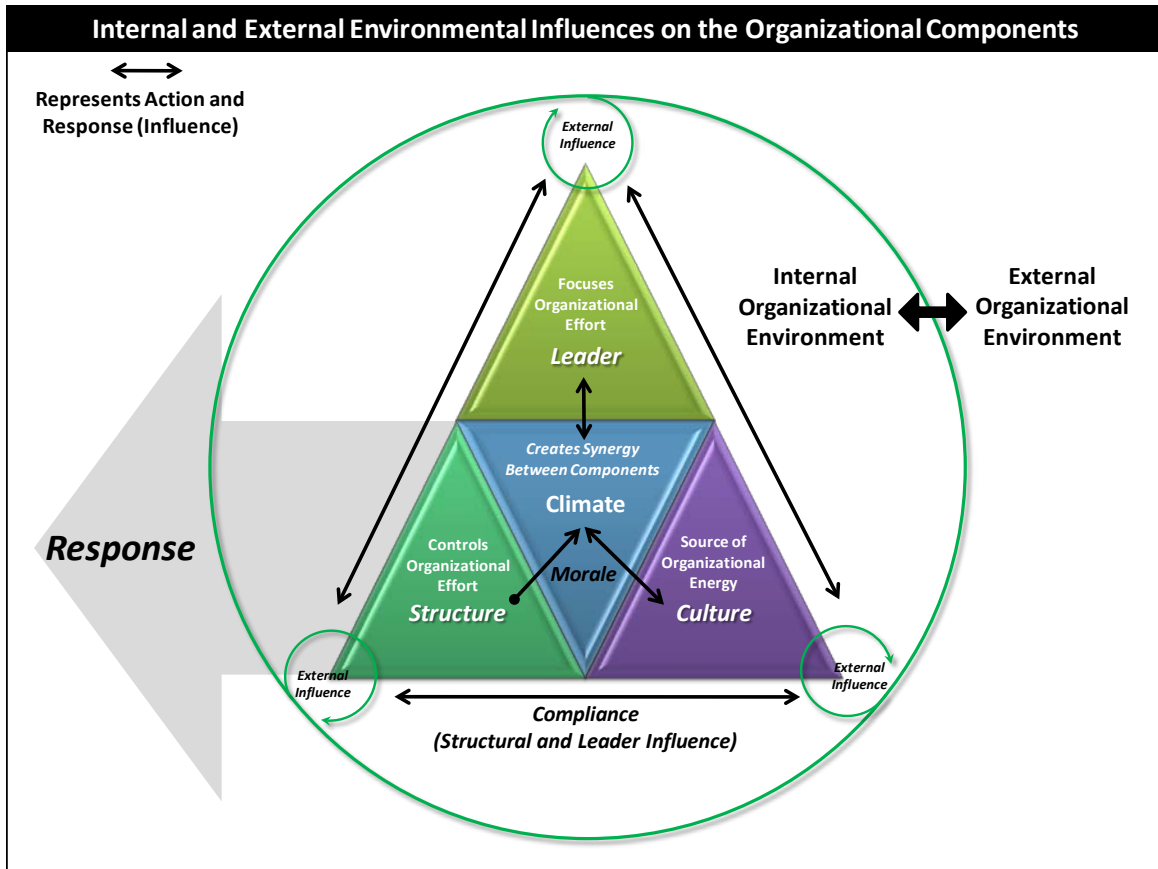 Internal and External Environmental Influences on the Organizational Components
Represents Action and
Response (Influence)
External
Influence
Internal
Organizational
Environment
External
Organizational
Environment
Focuses
Organizational
Effort
Leader
Creates Synergy
Between Components
Climate
Response
Controls
Organizational
Effort
Structure
Morale
Source of
Organizational
Energy
Culture
External
Influence
External
Influence
Compliance
(Structural and Leader Influence)